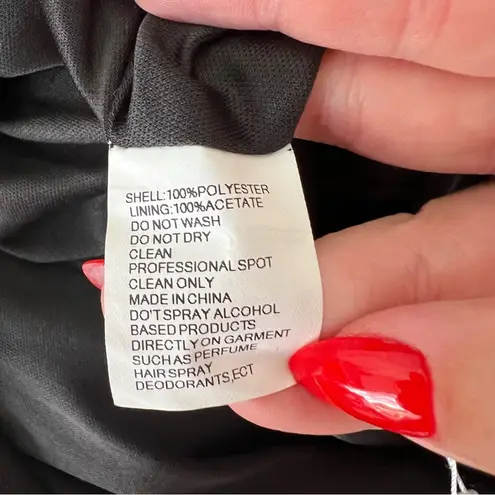 SHELL:100%POLYESTER
LINING:100%ACETATE
DO NOT WASH
DO NOT DRY
CLEAN
PROFESSIONAL SPOT
CLEAN ONLY
MADE IN CHINA
DO'T SPRAY ALCOHOL
BASED PRODUCTS
DIRECTLY ON GARMENT
SUCH AS PERFUME
HAIR SPRAY
DEODORANTS,ECT